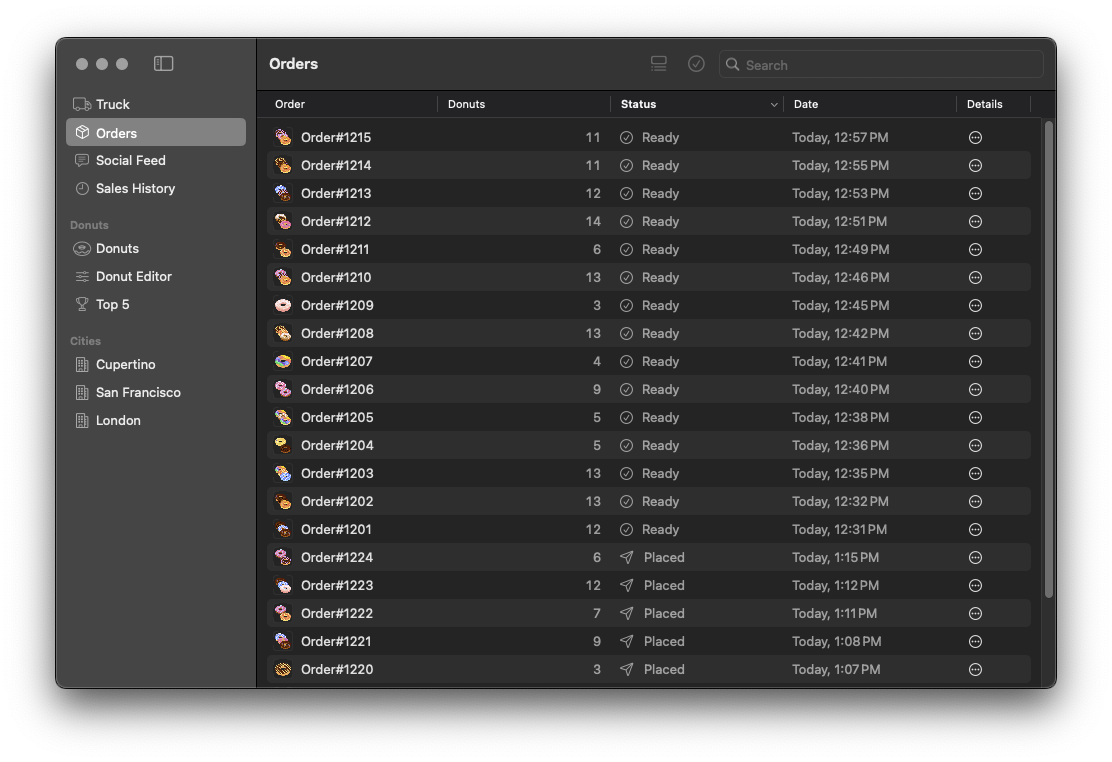 Orders
Search
Truck
Orders
Social Feed
Sales History
Donuts
Donuts
Donut Editor
Top 5
Cities
Cupertino
San Francisco
London
Order Donuts Status Date Details
Order#1215 11 Ready Today, 12:57 PM
Order#1214 11 Ready Today, 12:55 PM
Order#1213 12 Ready Today, 12:53 PM
Order#1212 14 Ready Today, 12:51 PM
Order#1211 6 Ready Today, 12:49 PM
Order#1210 13 Ready Today, 12:46 PM
Order#1209 3 Ready Today, 12:45 PM
Order#1208 13 Ready Today, 12:42 PM
Order#1207 4 Ready Today, 12:41 PM
Order#1206 9 Ready Today, 12:40 PM
Order#1205 5 Ready Today, 12:38 PM
Order#1204 5 Ready Today, 12:36 PM
Order#1203 13 Ready Today, 12:35 PM
Order#1202 13 Ready Today, 12:32 PM
Order#1201 12 Ready Today, 12:31 PM
Order#1224 6 Placed Today, 1:15 PM
Order#1223 12 Placed Today, 1:12 PM
Order#1222 7 Placed Today, 1:11 PM
Order#1221 9 Placed Today, 1:08 PM
Order#1220 3 Placed Today, 1:07 PM